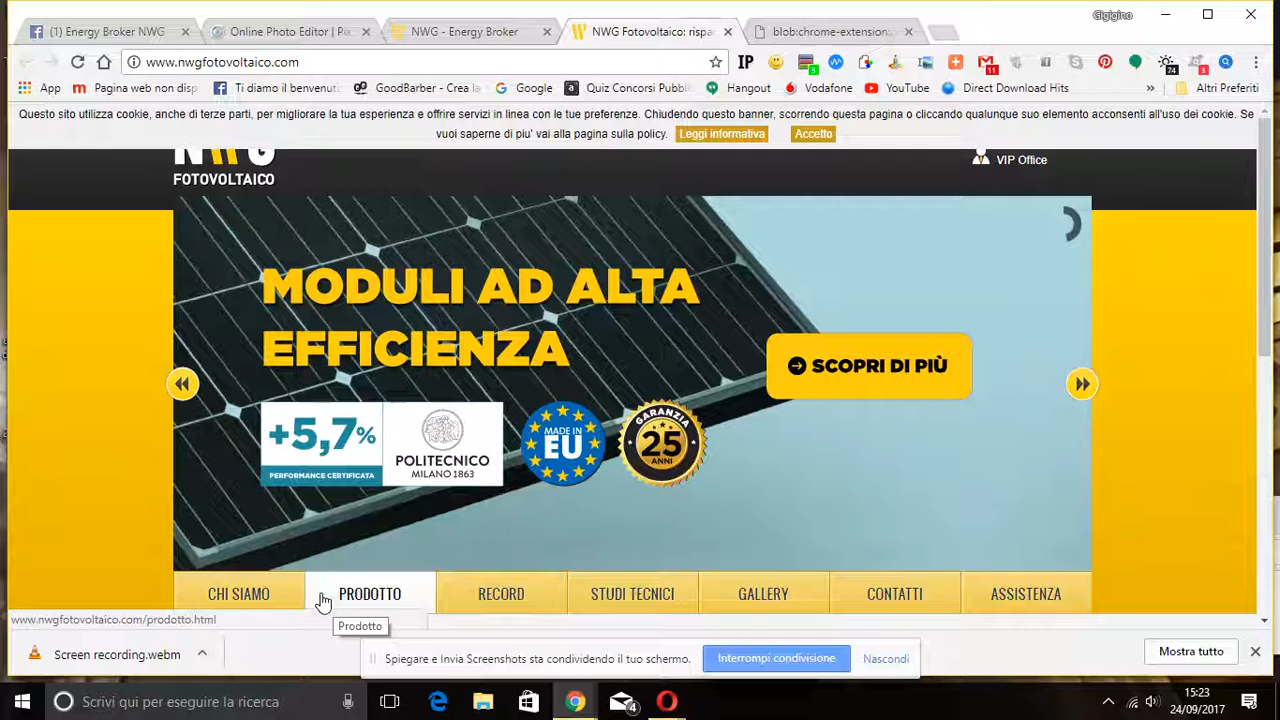 Gigigino
(1) Energy Broker NWG
Online Photo Editor | Pix
NWG - Energy Broker
NWG Fotovoltaico: rispa
blob:chrome-extension:
www.nwgfotovoltaico.com
IP
5
11
74
3
App
Pagina web non disp
Ti diamo il benvenut
GoodBarber - Crea la
Google
Quiz Concorsi Pubbl
Hangout
Vodafone
YouTube
Direct Download Hits
»
Altri Preferiti
Questo sito utilizza cookie, anche di terze parti, per migliorare la tua esperienza e offrire servizi in linea con le tue preferenze. Chiudendo questo banner, scorrendo questa pagina o cliccando qualunque suo elemento acconsenti all'uso dei cookie. Se
vuoi saperne di piu' vai alla pagina sulla policy. Leggi informativa Accetto
NWG
FOTOVOLTAICO
VIP Office
MODULI AD ALTA
EFFICIENZA
SCOPRI DI PIÙ
+5,7%
PERFORMANCE CERTIFICATA
POLITECNICO
MILANO 1863
MADE IN
EU
GARANZIA
25
ANNI
CHI SIAMO
PRODOTTO
RECORD
STUDI TECNICI
GALLERY
CONTATTI
ASSISTENZA
www.nwgfotovoltaico.com/prodotto.html
Prodotto
Screen recording.webm
Spiegare e Invia Screenshots sta condividendo il tuo schermo.
Interrompi condivisione
Nascondi
Mostra tutto
Scrivi qui per eseguire la ricerca
4
15:23
24/09/2017